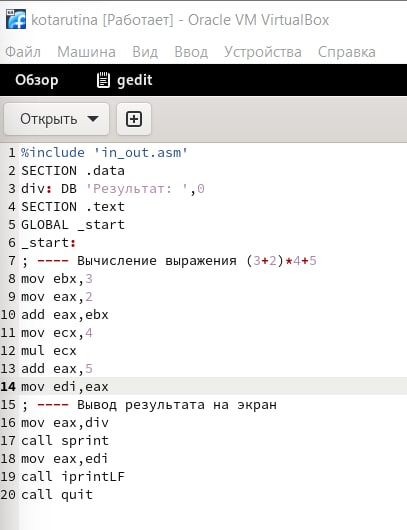 kotarutina [Работает] - Oracle VM VirtualBox
Файл Машина Вид Ввод Устройства Справка
Обзор gedit
Открыть
1 %include 'in_out.asm'
2 SECTION .data
3 div: DB 'Результат: ',0
4 SECTION .text
5 GLOBAL _start
6 _start:
7 ; ---- Вычисление выражения (3+2)*4+5
8 mov ebx,3
9 mov eax,2
10 add eax,ebx
11 mov ecx,4
12 mul ecx
13 add eax,5
14 mov edi,eax
15 ; ---- Вывод результата на экран
16 mov eax,div
17 call sprint
18 mov eax,edi
19 call iprintLF
20 call quit